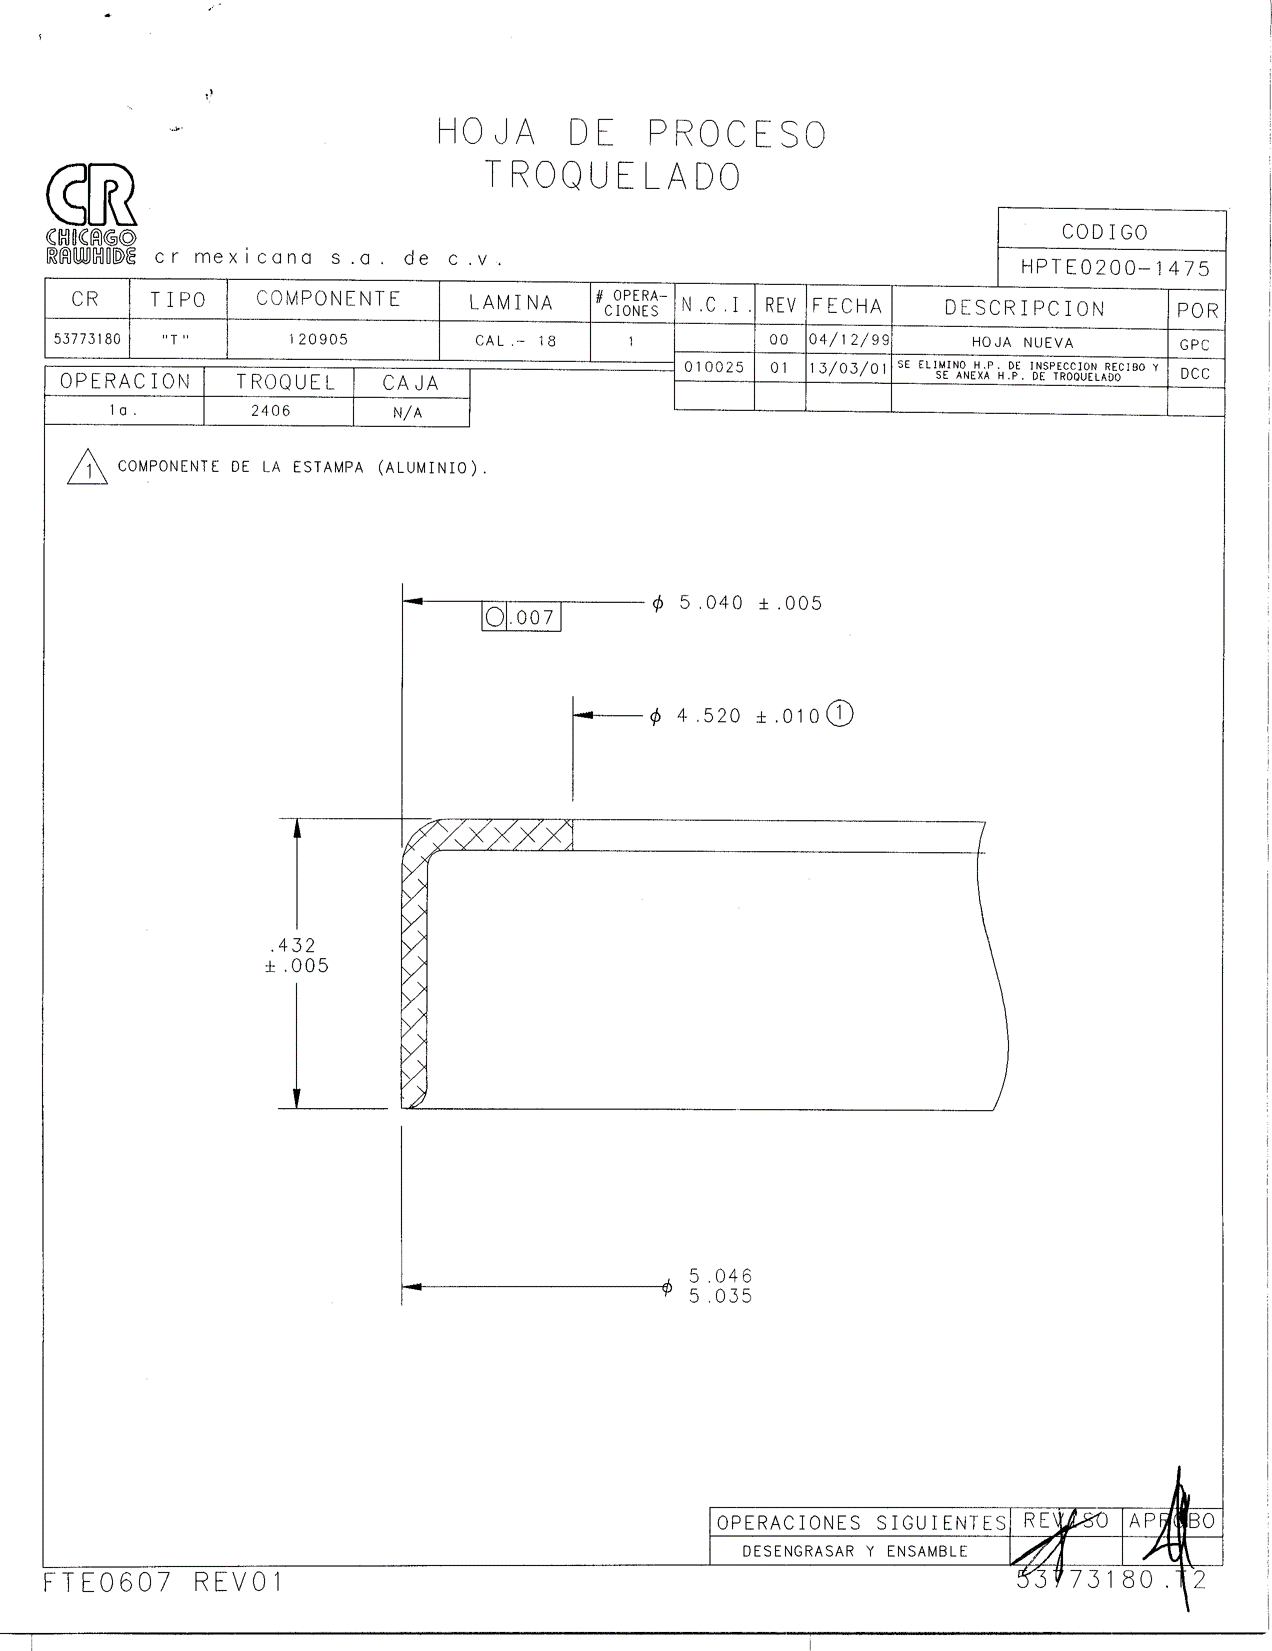 HOJA DE PROCESO
TROQUELADO
CR
CHICAGO
RAWHIDE
cr mexicana s.a. de c.v.
CODIGO
HPTE0200-1475
CR TIPO COMPONENTE LAMINA # OPERA-CIONES
53773180 "T" 120905 CAL.- 18 1
N.C.I. REV FECHA DESCRIPCION POR
00 04/12/99 HOJA NUEVA GPC
010025 01 13/03/01 SE ELIMINO H.P. DE INSPECCION RECIBO Y
SE ANEXA H.P. DE TROQUELADO DCC
OPERACION TROQUEL CAJA
1a. 2406 N/A
1 COMPONENTE DE LA ESTAMPA (ALUMINIO).
φ 5.040 ±.005
○ .007
φ 4.520 ±.010 1
.432
±.005
φ 5.046
5.035
OPERACIONES SIGUIENTES REVISO APROBO
DESENGRASAR Y ENSAMBLE
FTE0607 REV01
53773180.T2